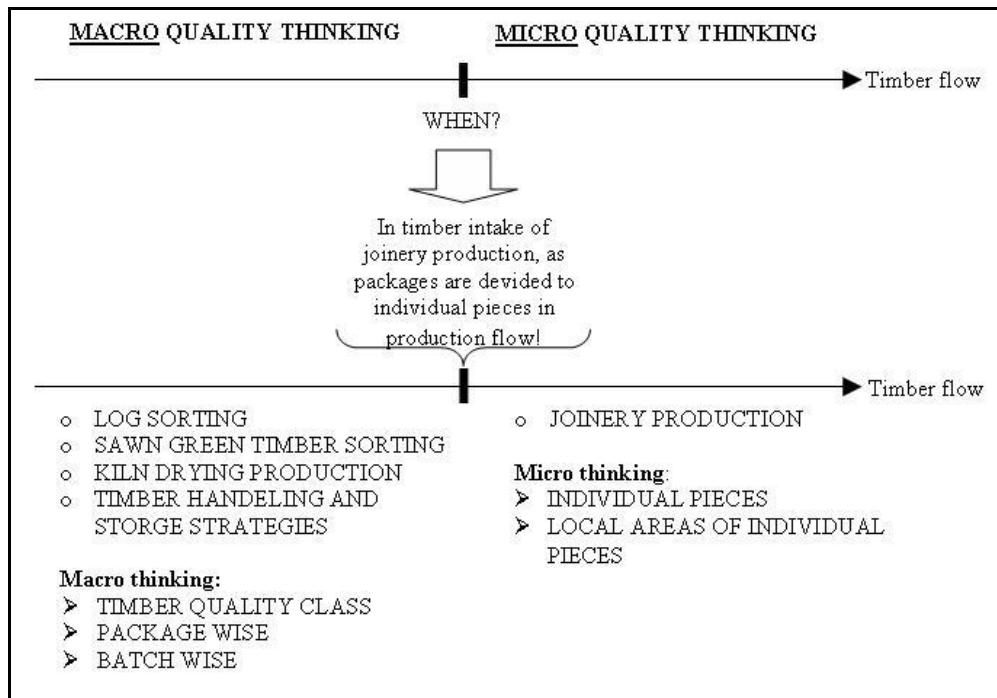 MACRO QUALITY THINKING
MICRO QUALITY THINKING
Timber flow
WHEN?
In timber intake of
joinery production, as
packages are devided to
individual pieces in
production flow!
Timber flow
o LOG SORTING
o SAWN GREEN TIMBER SORTING
o KILN DRYING PRODUCTION
o TIMBER HANDELING AND
STORGE STRATEGIES
Macro thinking:
➢ TIMBER QUALITY CLASS
➢ PACKAGE WISE
➢ BATCH WISE
o JOINERY PRODUCTION
Micro thinking:
➢ INDIVIDUAL PIECES
➢ LOCAL AREAS OF INDIVIDUAL
PIECES